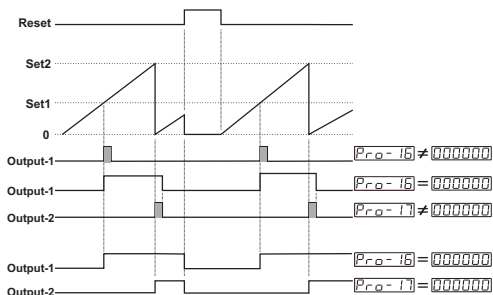 Reset
Set2
Set1
0
Output-1 Pro-16 ≠ 000000
Output-1 Pro-16 = 000000
Output-2 Pro-17 ≠ 000000
Output-1 Pro-16 = 000000
Output-2 Pro-17 = 000000